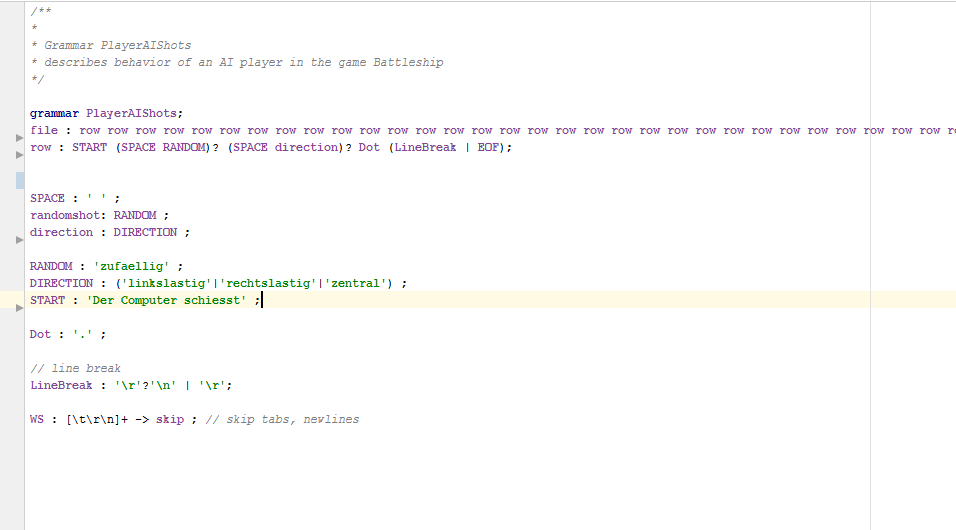 /**
*
* Grammar PlayerAIShots
* describes behavior of an AI player in the game Battleship
*/
grammar PlayerAIShots;
file : row row row row row row row row row row row row row row row row row row row row row row row row row row row row row row row
row : START (SPACE RANDOM)? (SPACE direction)? Dot (LineBreak | EOF);
SPACE : ' ' ;
randomshot: RANDOM ;
direction : DIRECTION ;
RANDOM : 'zufaellig' ;
DIRECTION : ('linkslastig'|'rechtslastig'|'zentral') ;
START : 'Der Computer schiesst' ;
Dot : '.' ;
// line break
LineBreak : '\r'?'\n' | '\r';
WS : [\t\r\n]+ -> skip ; // skip tabs, newlines